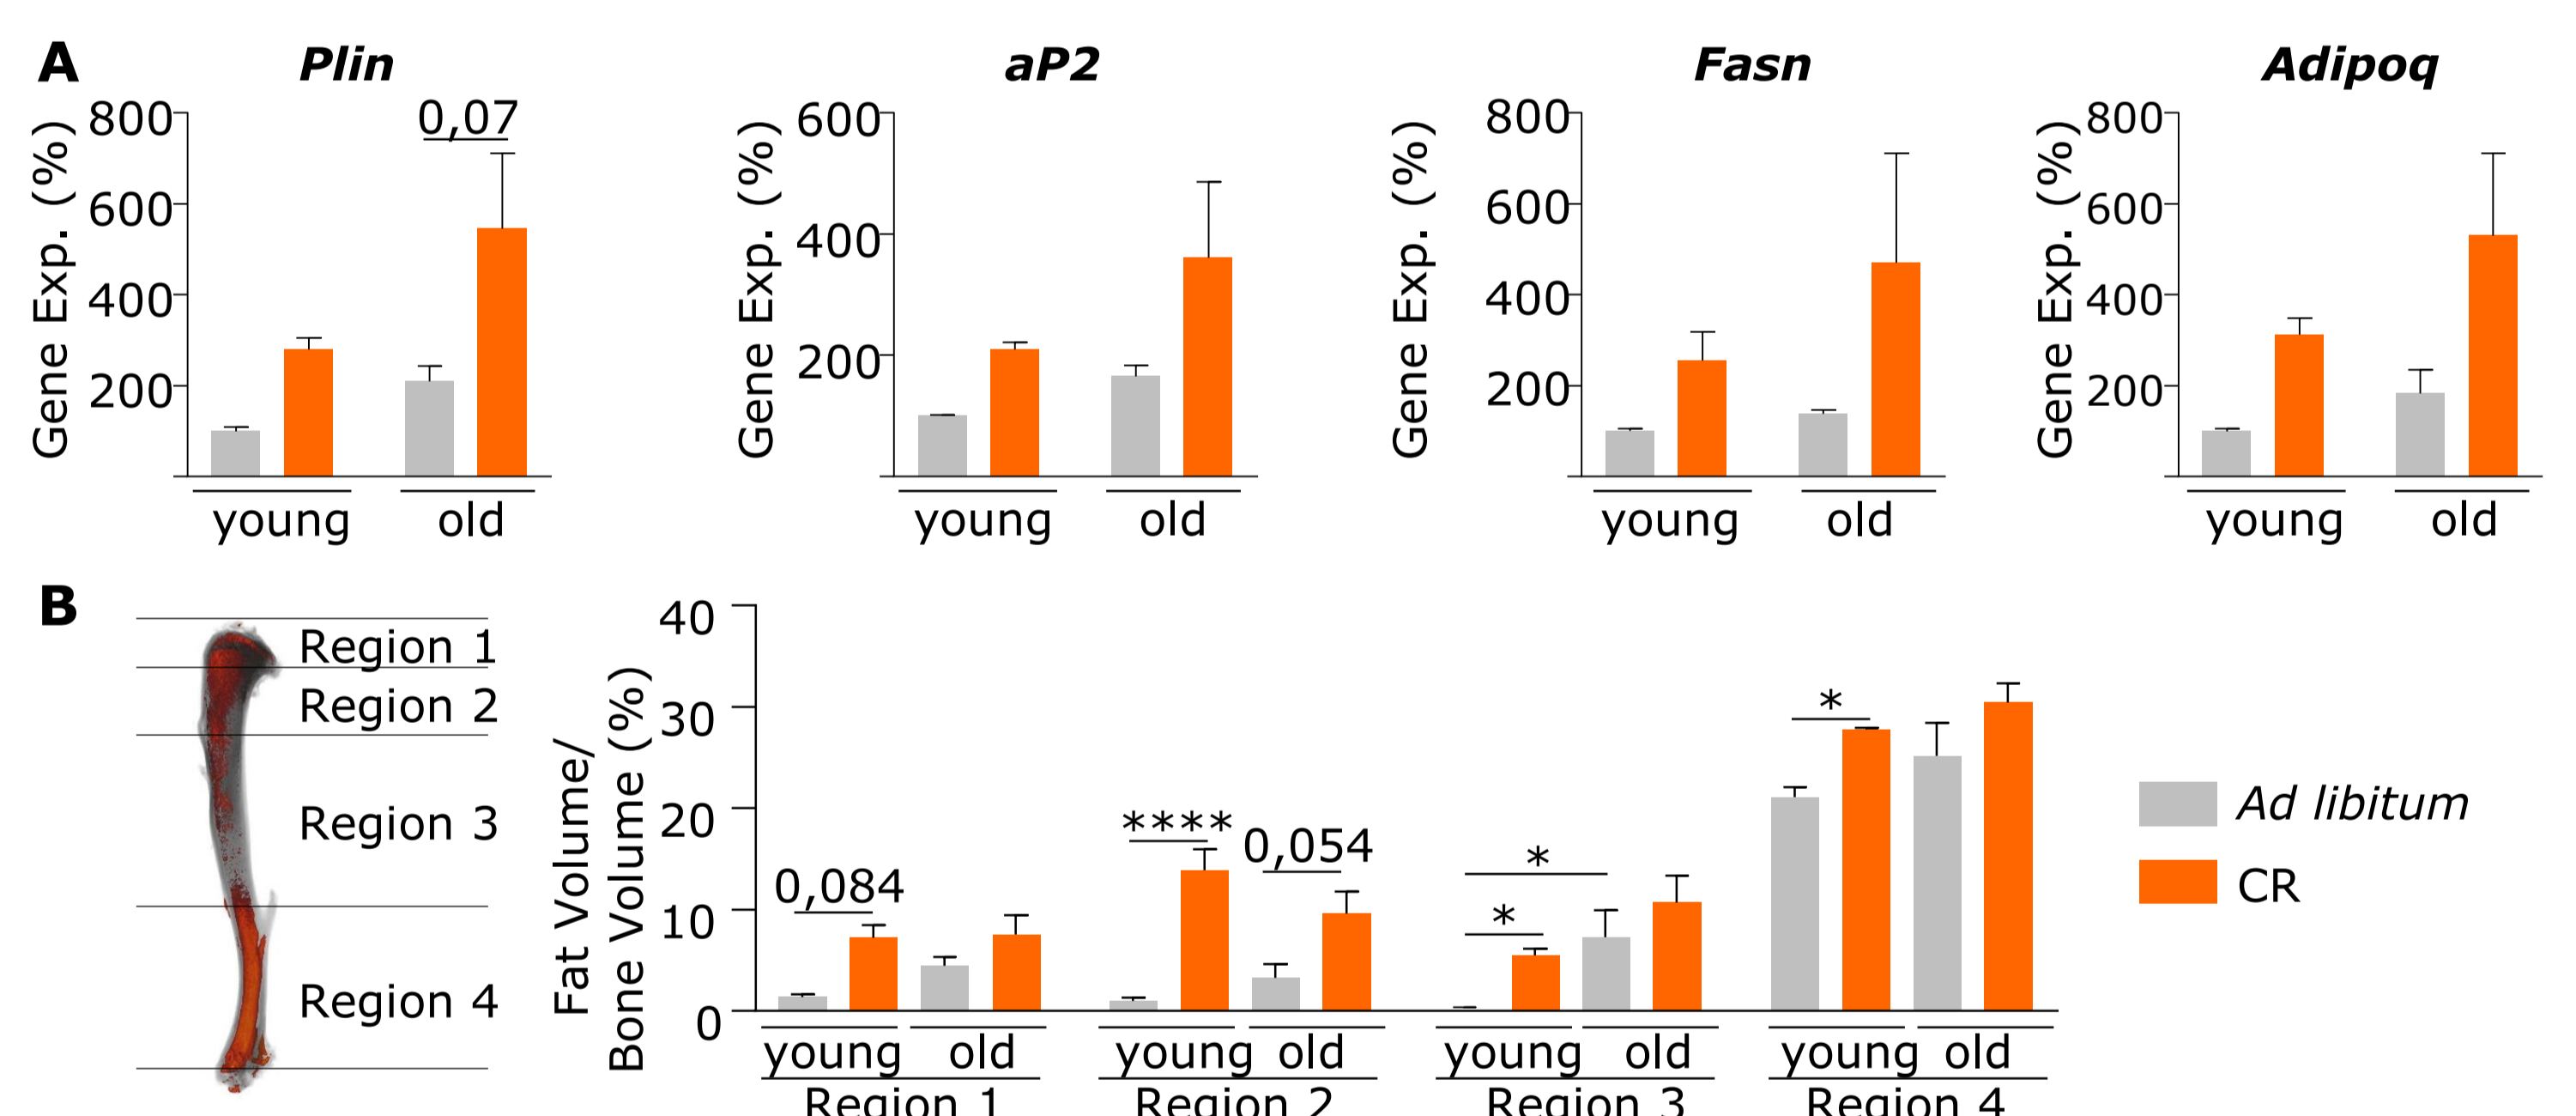 A
Plin
aP2
Fasn
Adipoq
Gene Exp. (%)
800
600
400
200
0,07
young
old
Gene Exp. (%)
600
400
200
young
old
Gene Exp. (%)
800
600
400
200
young
old
Gene Exp. (%)
800
600
400
200
young
old
B
Region 1
Region 2
Region 3
Region 4
Fat Volume/
Bone Volume (%)
40
30
20
10
0
0,084
****
0,054
*
*
*
young old young old young old young old
Region 1 Region 2 Region 3 Region 4
Ad libitum
CR